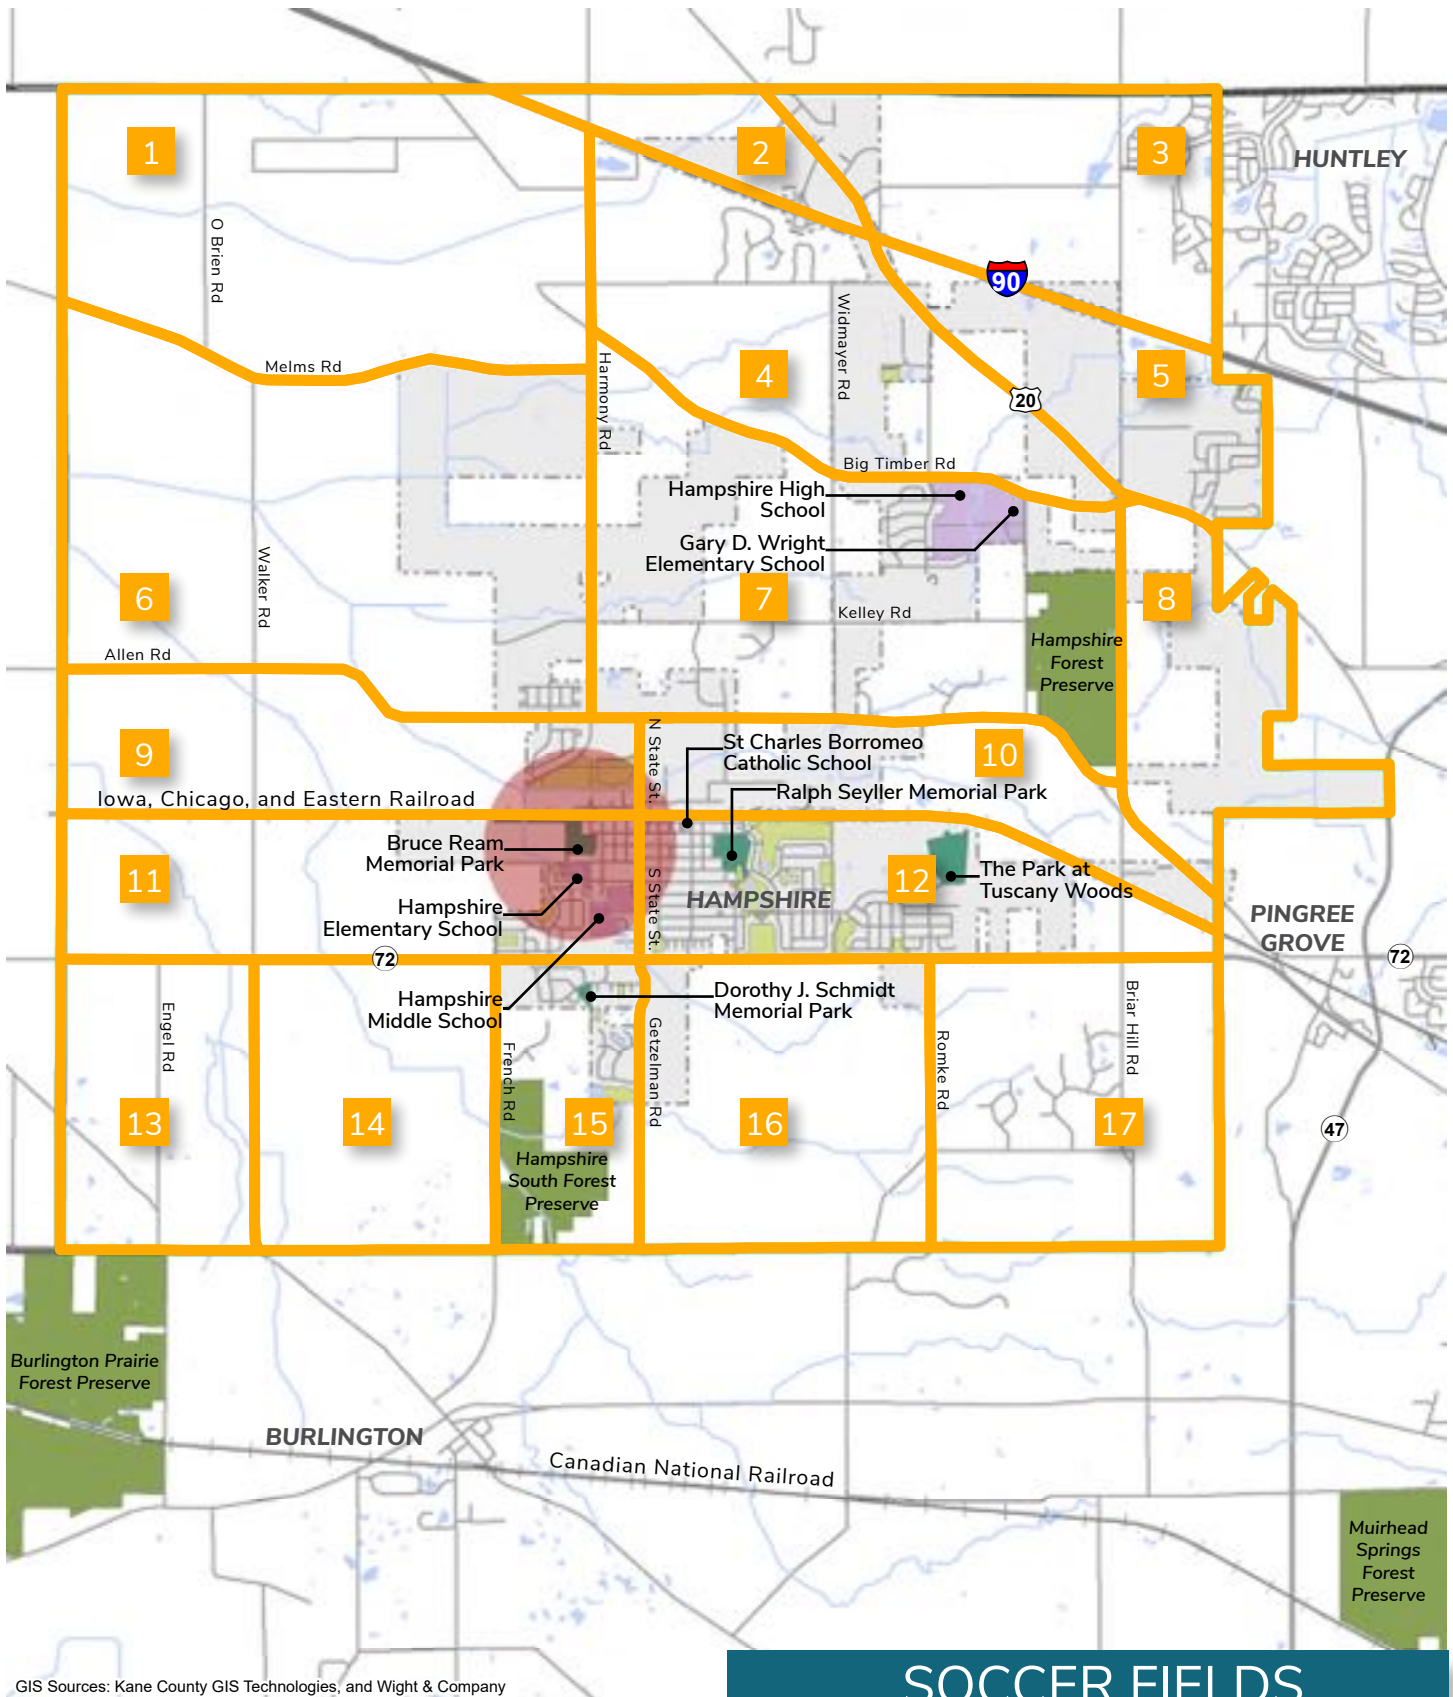 1
2
3
HUNTLEY
O Brien Rd
90
Widmayer Rd
Melms Rd
Harmony Rd
4
5
20
Big Timber Rd
Hampshire High
School
Gary D. Wright
Elementary School
Walker Rd
6
7
8
Kelley Rd
Hampshire
Forest
Preserve
Allen Rd
9
N State St.
St Charles Borromeo
Catholic School
10
Ralph Seyller Memorial Park
Iowa, Chicago, and Eastern Railroad
Bruce Ream
Memorial Park
11
S State St.
HAMPSHIRE
12
The Park at
Tuscany Woods
Hampshire
Elementary School
PINGREE
GROVE
72
72
Hampshire
Middle School
Dorothy J. Schmidt
Memorial Park
Engel Rd
French Rd
Getzelman Rd
Romke Rd
Briar Hill Rd
13
14
15
16
17
47
Hampshire
South Forest
Preserve
Burlington Prairie
Forest Preserve
BURLINGTON
Canadian National Railroad
Muirhead
Springs
Forest
Preserve
GIS Sources: Kane County GIS Technologies, and Wight & Company
SOCCER FIELDS